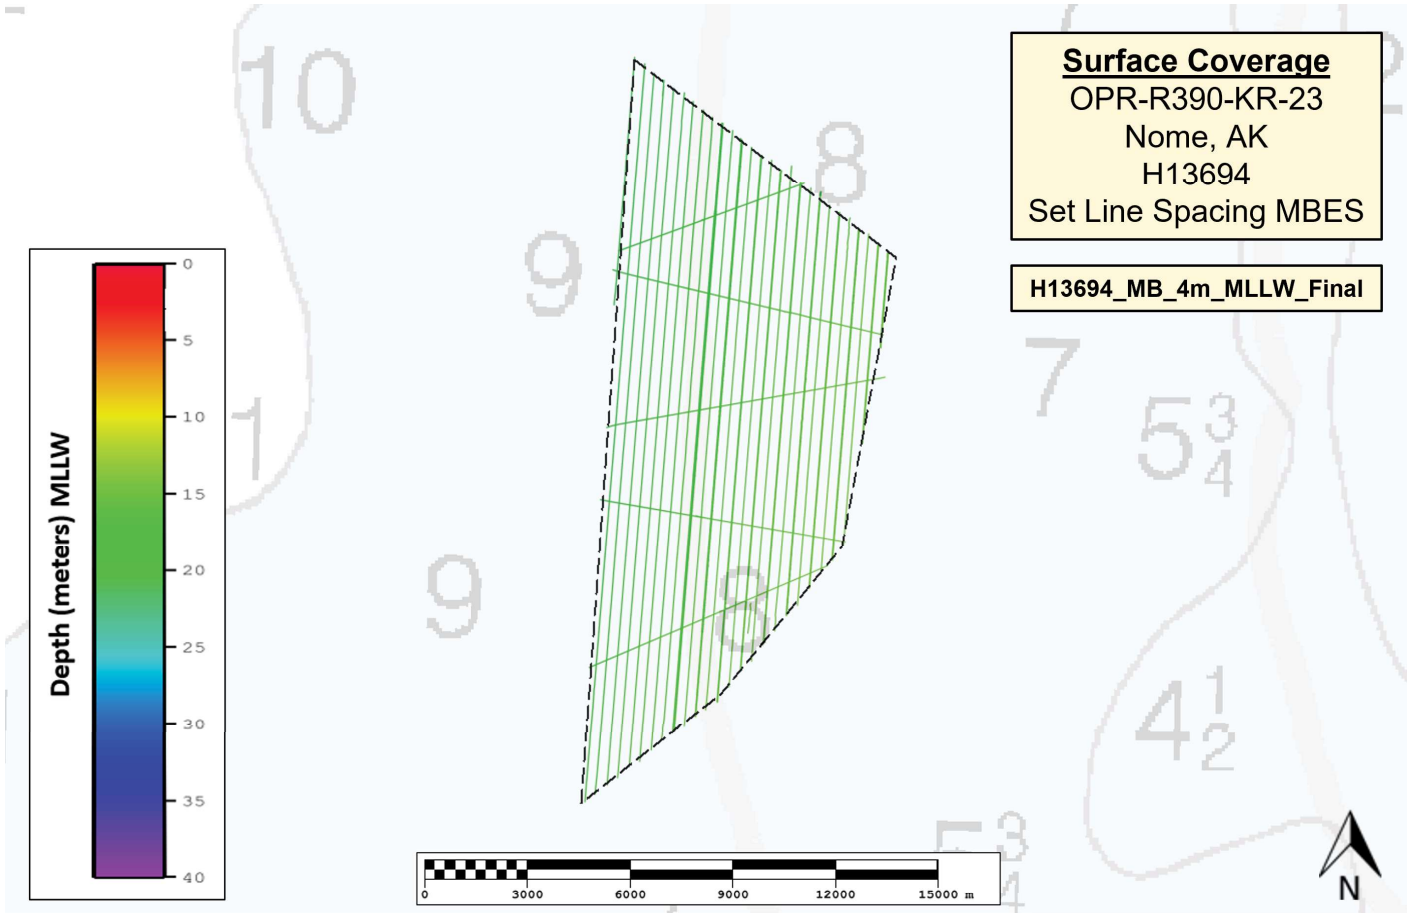 Surface Coverage
OPR-R390-KR-23
Nome, AK
H13694
Set Line Spacing MBES
H13694_MB_4m_MLLW_Final
10
8
9
7
5 3
4
1
9
8
4 1
2
3
4
Depth (meters) MLLW
0
5
10
15
20
25
30
35
40
0 3000 6000 9000 12000 15000 m
N